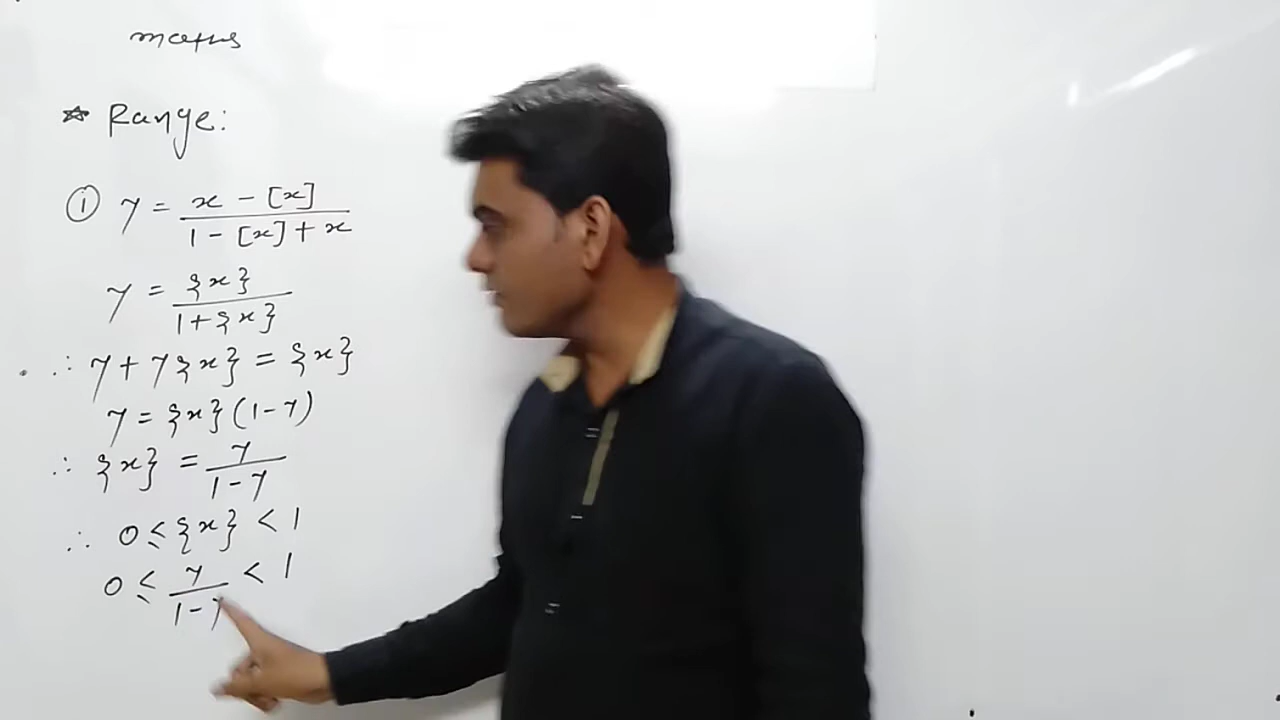 maths
☆ Range:
① y = x - [x] / 1 - [x] + x
y = {x} / 1 + {x}
∴ y + y{x} = {x}
y = {x} (1 - y)
∴ {x} = y / 1 - y
∴ 0 ≤ {x} < 1
0 ≤ y / 1 - y < 1